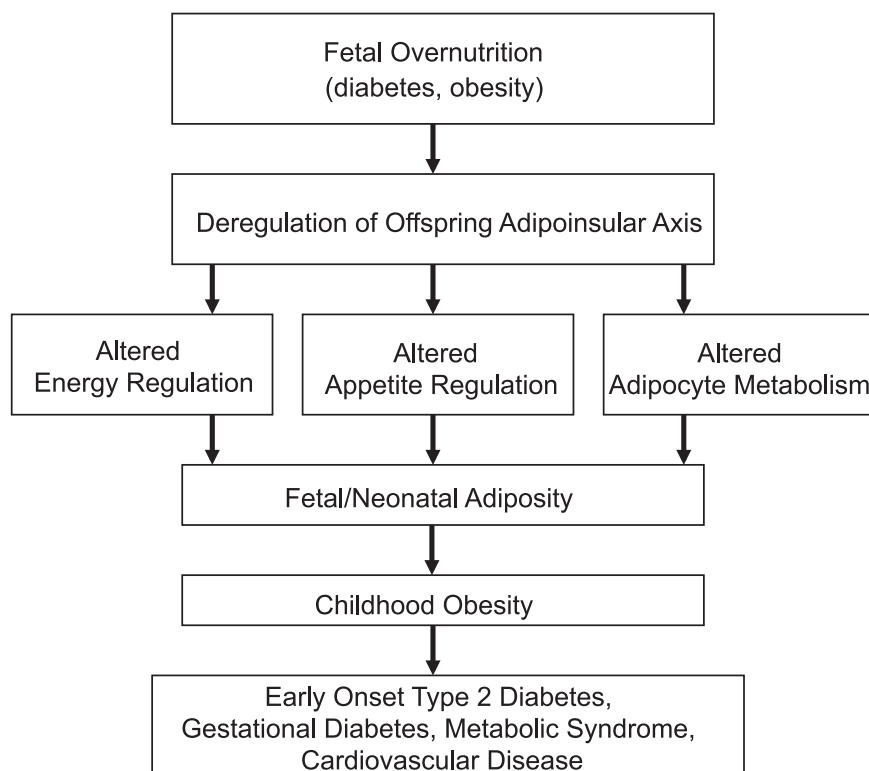 Fetal Overnutrition
(diabetes, obesity)
Deregulation of Offspring Adipoinsular Axis
Altered
Energy Regulation
Altered
Appetite Regulation
Altered
Adipocyte Metabolism
Fetal/Neonatal Adiposity
Childhood Obesity
Early Onset Type 2 Diabetes,
Gestational Diabetes, Metabolic Syndrome,
Cardiovascular Disease